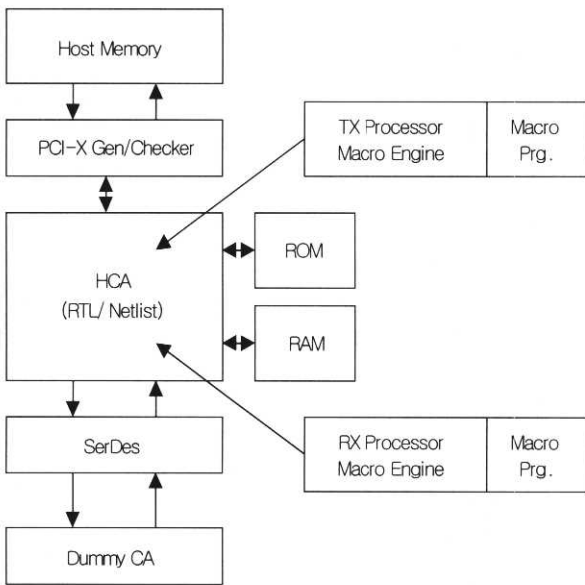 Host Memory
PCI-X Gen/Checker
TX Processor
Macro Engine
Macro
Prg.
HCA
(RTL/ Netlist)
ROM
RAM
SerDes
RX Processor
Macro Engine
Macro
Prg.
Dummy CA